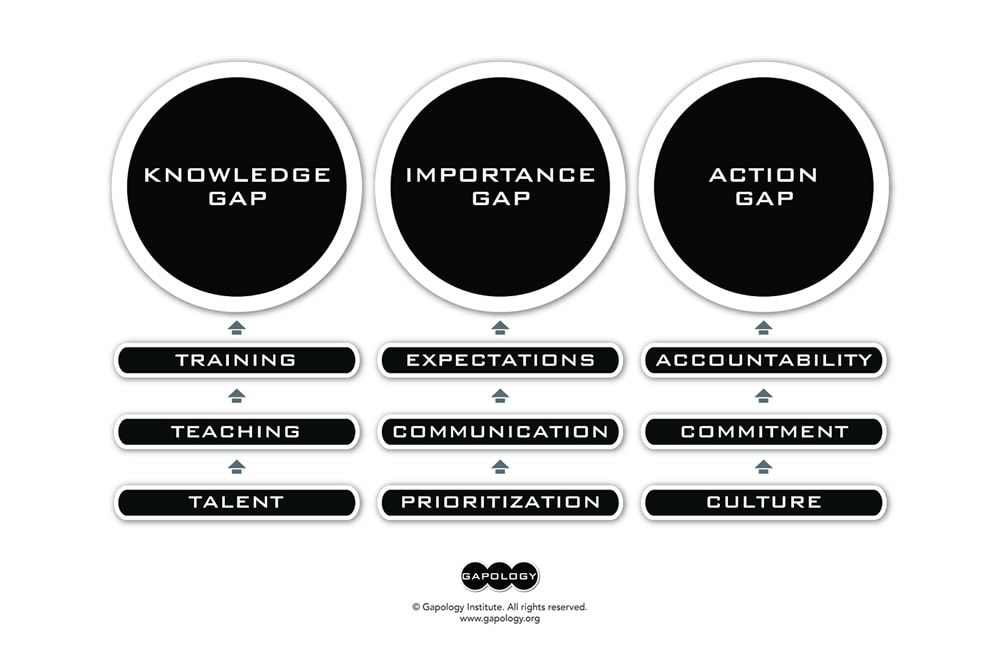 KNOWLEDGE
GAP
IMPORTANCE
GAP
ACTION
GAP
TRAINING
EXPECTATIONS
ACCOUNTABILITY
TEACHING
COMMUNICATION
COMMITMENT
TALENT
PRIORITIZATION
CULTURE
GAPOLOGY
© Gapology Institute. All rights reserved.
www.gapology.org